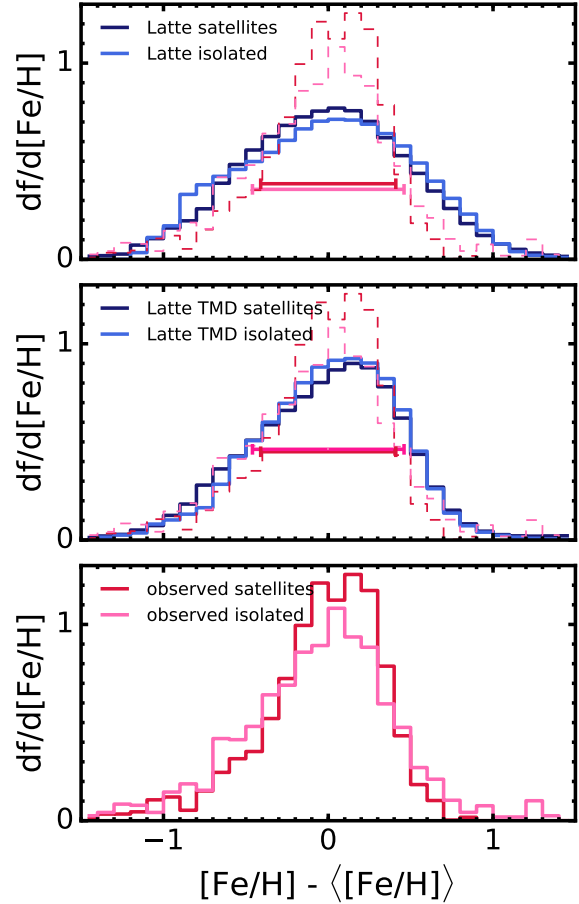 df/d[Fe/H]
1
0
Latte satellites
Latte isolated
df/d[Fe/H]
1
0
Latte TMD satellites
Latte TMD isolated
df/d[Fe/H]
1
0
observed satellites
observed isolated
−1 0 1
[Fe/H] - ⟨[Fe/H]⟩